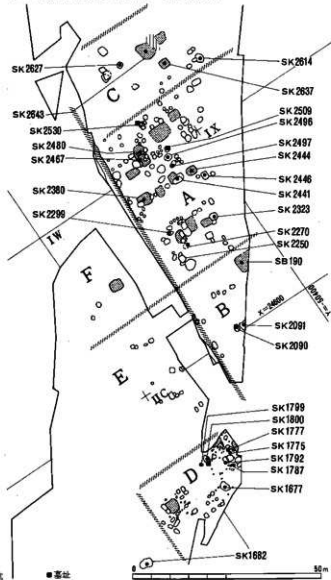 SK2627
SK2614
C
SK2637
SK2643
SK2509
SK2496
SK2530
IX
SK2480
SK2497
SK2467
SK2444
SK2446
SK2380
SK2441
A
SK2323
SK2299
IW
SK2270
SK2250
F
SB190
B
X=24600
SK2091
SK2090
E
SK1799
SK1800
SK1777
SK1775
D
SK1792
SK1787
SK1677
SK1682
■墓址
0 50m